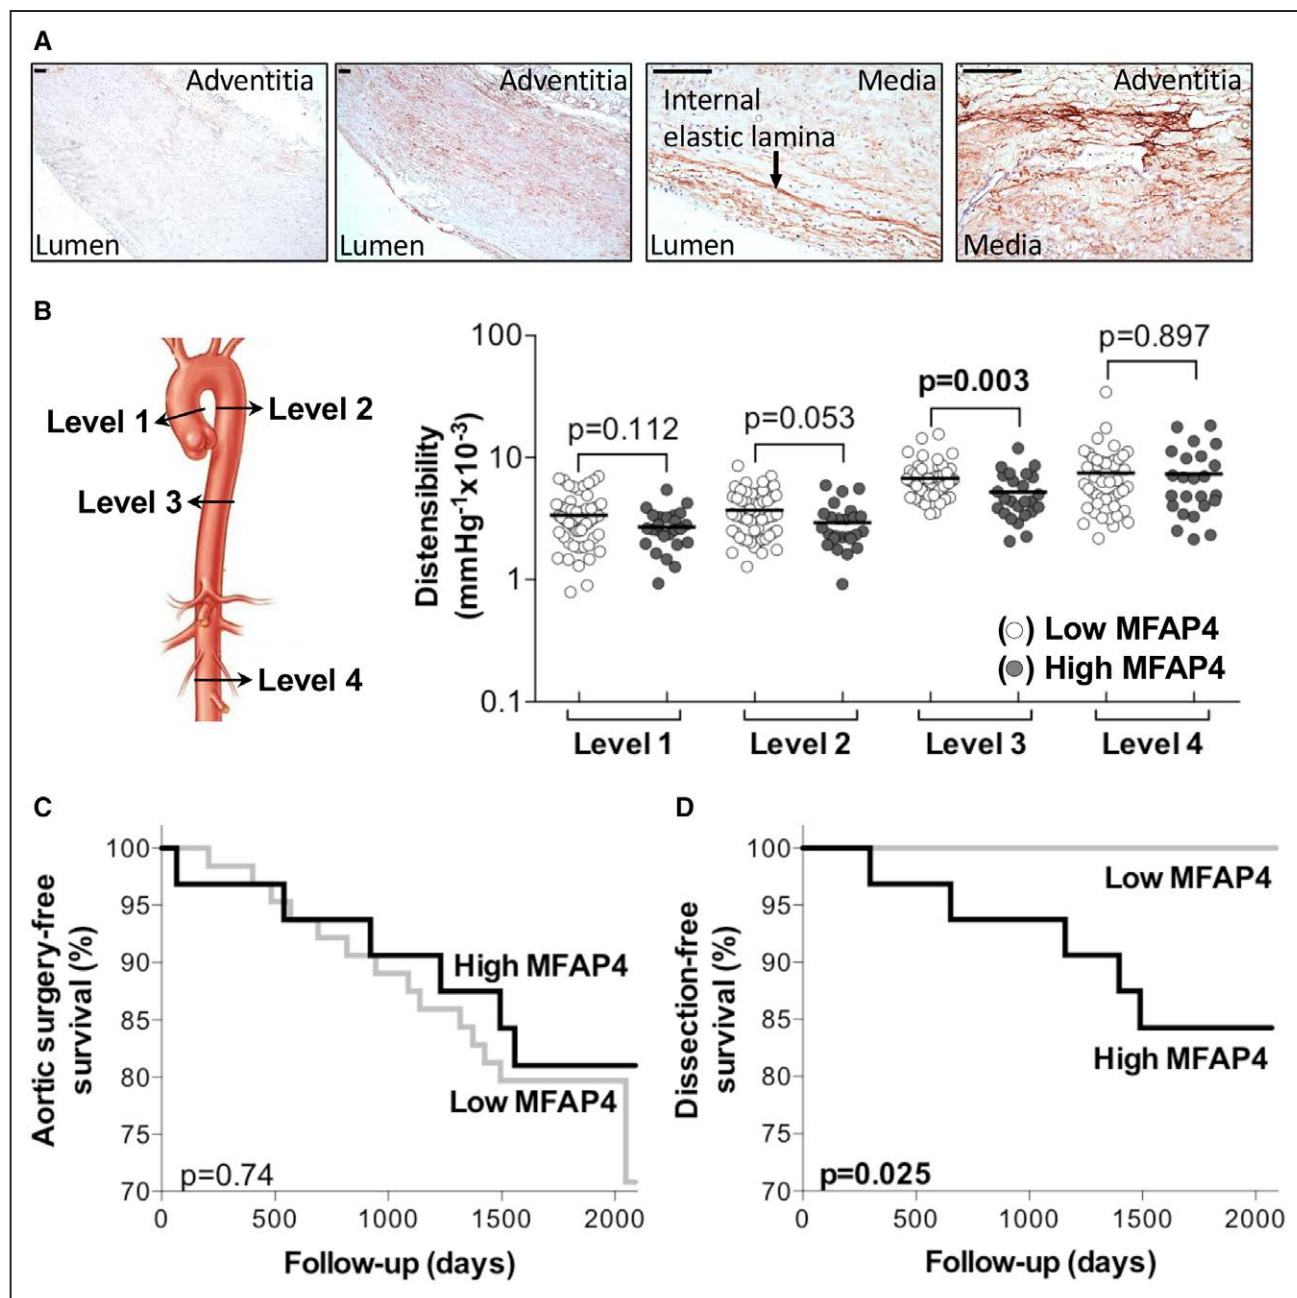 A
Adventitia
Lumen
Adventitia
Lumen
Internal
elastic lamina
Media
Lumen
Adventitia
Media
B
Level 1
Level 2
Level 3
Level 4
Distensibility
(mmHg⁻¹x10⁻³)
100
10
1
0.1
p=0.112
p=0.053
p=0.003
p=0.897
(○) Low MFAP4
(●) High MFAP4
Level 1
Level 2
Level 3
Level 4
C
Aortic surgery-free
survival (%)
100
95
90
85
80
75
70
High MFAP4
Low MFAP4
p=0.74
0
500
1000
1500
2000
Follow-up (days)
D
Dissection-free
survival (%)
100
95
90
85
80
75
70
Low MFAP4
High MFAP4
p=0.025
0
500
1000
1500
2000
Follow-up (days)